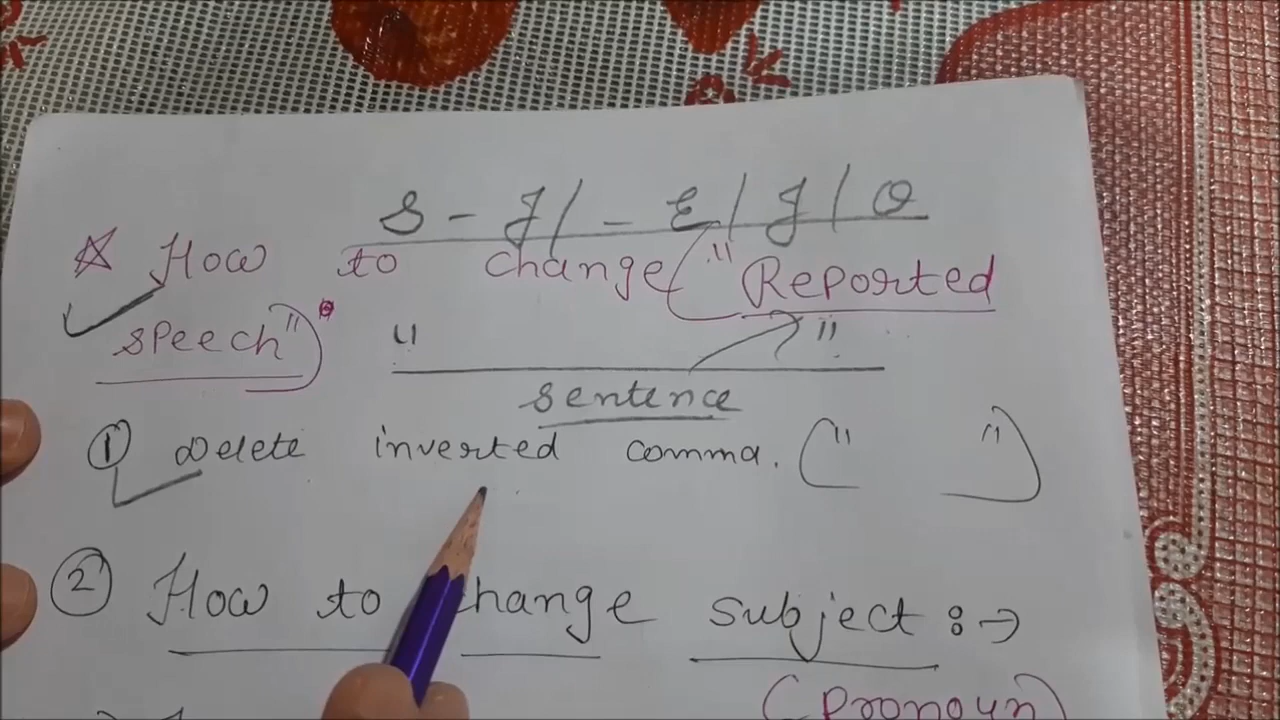 S - I / - E / I / O
☆ How to change "Reported
speech"
" "
sentence
① Delete inverted comma. (" ")
② How to change subject :→
(Pronoun)